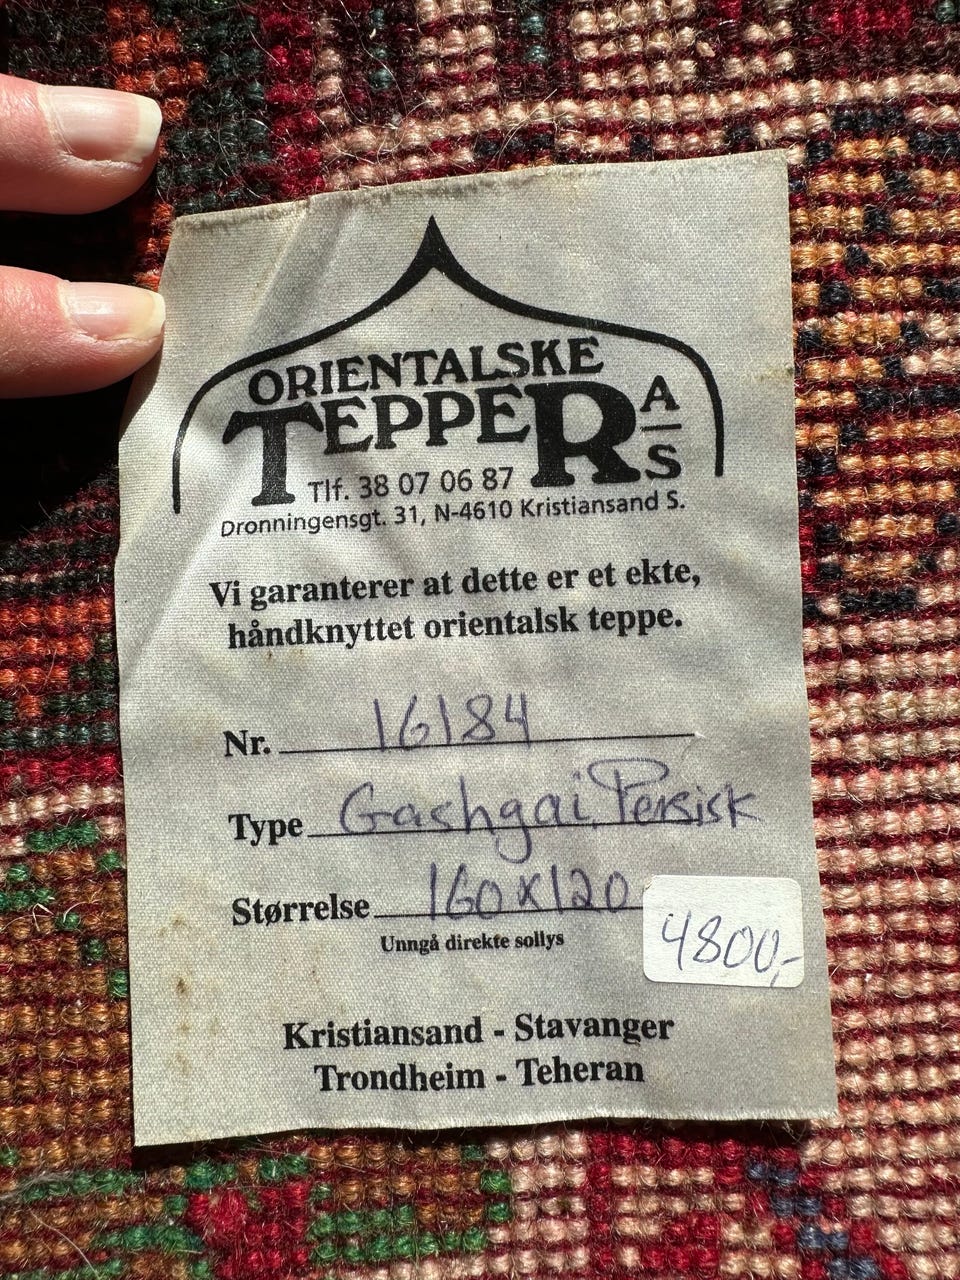 ORIENTALSKE
TEPPER A/S
Tlf. 38 07 06 87
Dronningensgt. 31, N-4610 Kristiansand S.
Vi garanterer at dette er et ekte,
håndknyttet orientalsk teppe.
Nr. 16184
Type Gashgai, Persisk
Størrelse 160x120
4800,-
Unngå direkte sollys
Kristiansand - Stavanger
Trondheim - Teheran